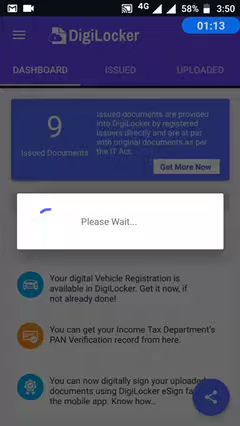 4G 58% 3:50
01:13
DigiLocker
DASHBOARD ISSUED UPLOADED
9
Issued Documents
Issued documents are provided
into DigiLocker by registered
issuers directly and are at par
with original documents as per
the IT Act.
Get More Now
Please Wait...
Your digital Vehicle Registration is
available in DigiLocker. Get it now, if
not already done!
You can get your Income Tax Department's
PAN Verification record from here.
You can now digitally sign your uploaded
documents using DigiLocker eSign
the mobile app. Know how...